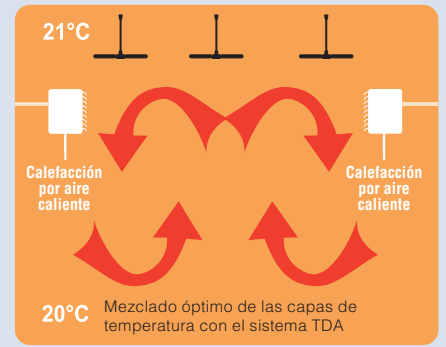 21°C
Calefacción
por aire
caliente
Calefacción
por aire
caliente
20°C
Mezclado óptimo de las capas de
temperatura con el sistema TDA